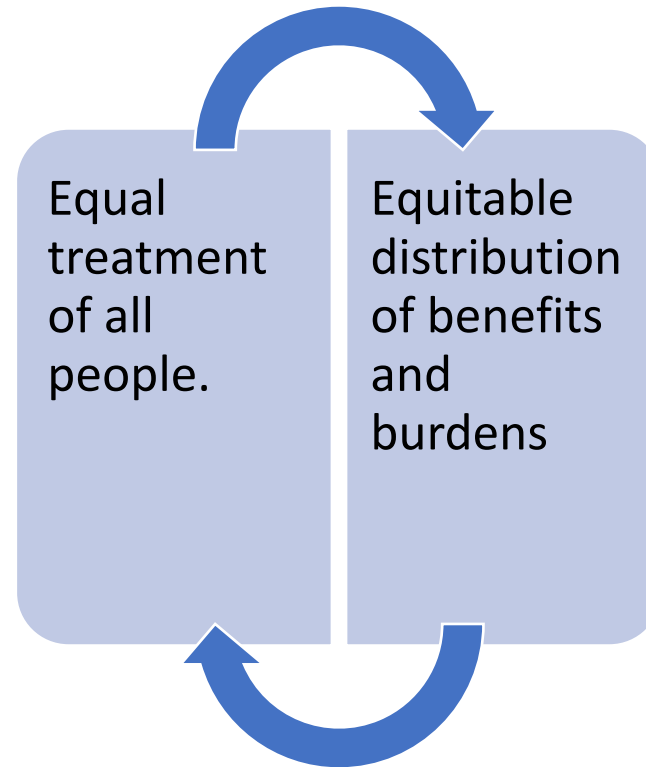 Equal
treatment
of all
people.
Equitable
distribution
of benefits
and
burdens